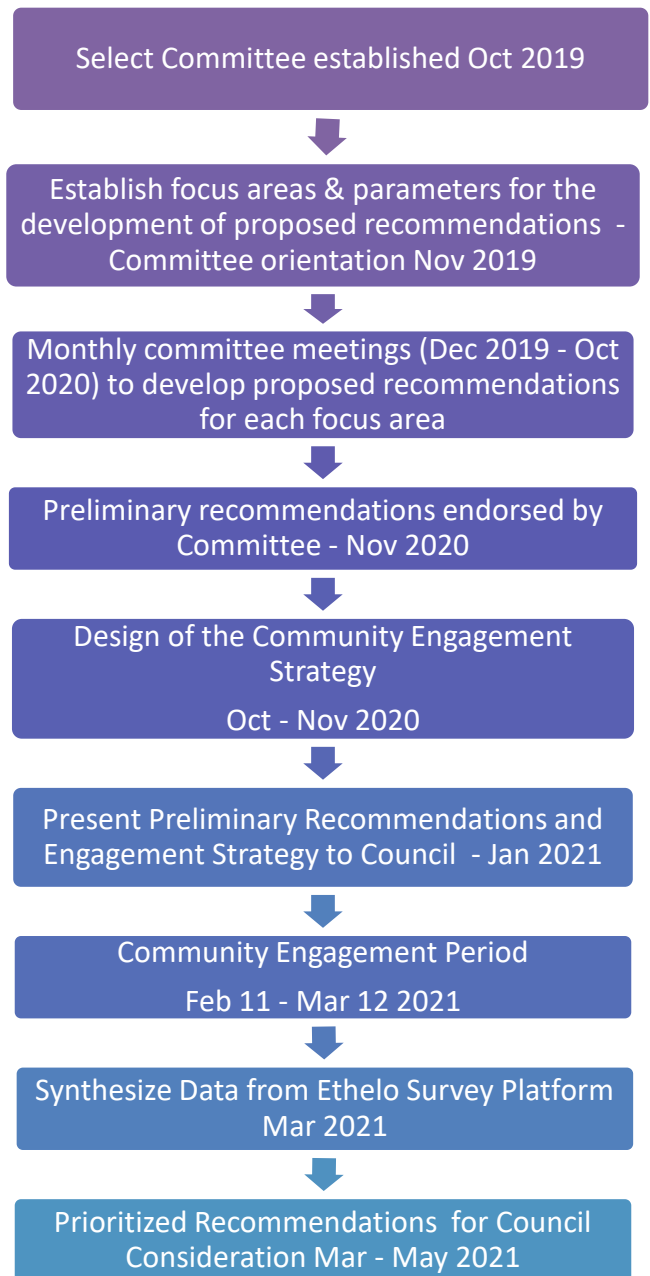 Select Committee established Oct 2019
Establish focus areas & parameters for the
development of proposed recommendations -
Committee orientation Nov 2019
Monthly committee meetings (Dec 2019 - Oct
2020) to develop proposed recommendations
for each focus area
Preliminary recommendations endorsed by
Committee - Nov 2020
Design of the Community Engagement
Strategy
Oct - Nov 2020
Present Preliminary Recommendations and
Engagement Strategy to Council - Jan 2021
Community Engagement Period
Feb 11 - Mar 12 2021
Synthesize Data from Ethelo Survey Platform
Mar 2021
Prioritized Recommendations for Council
Consideration Mar - May 2021